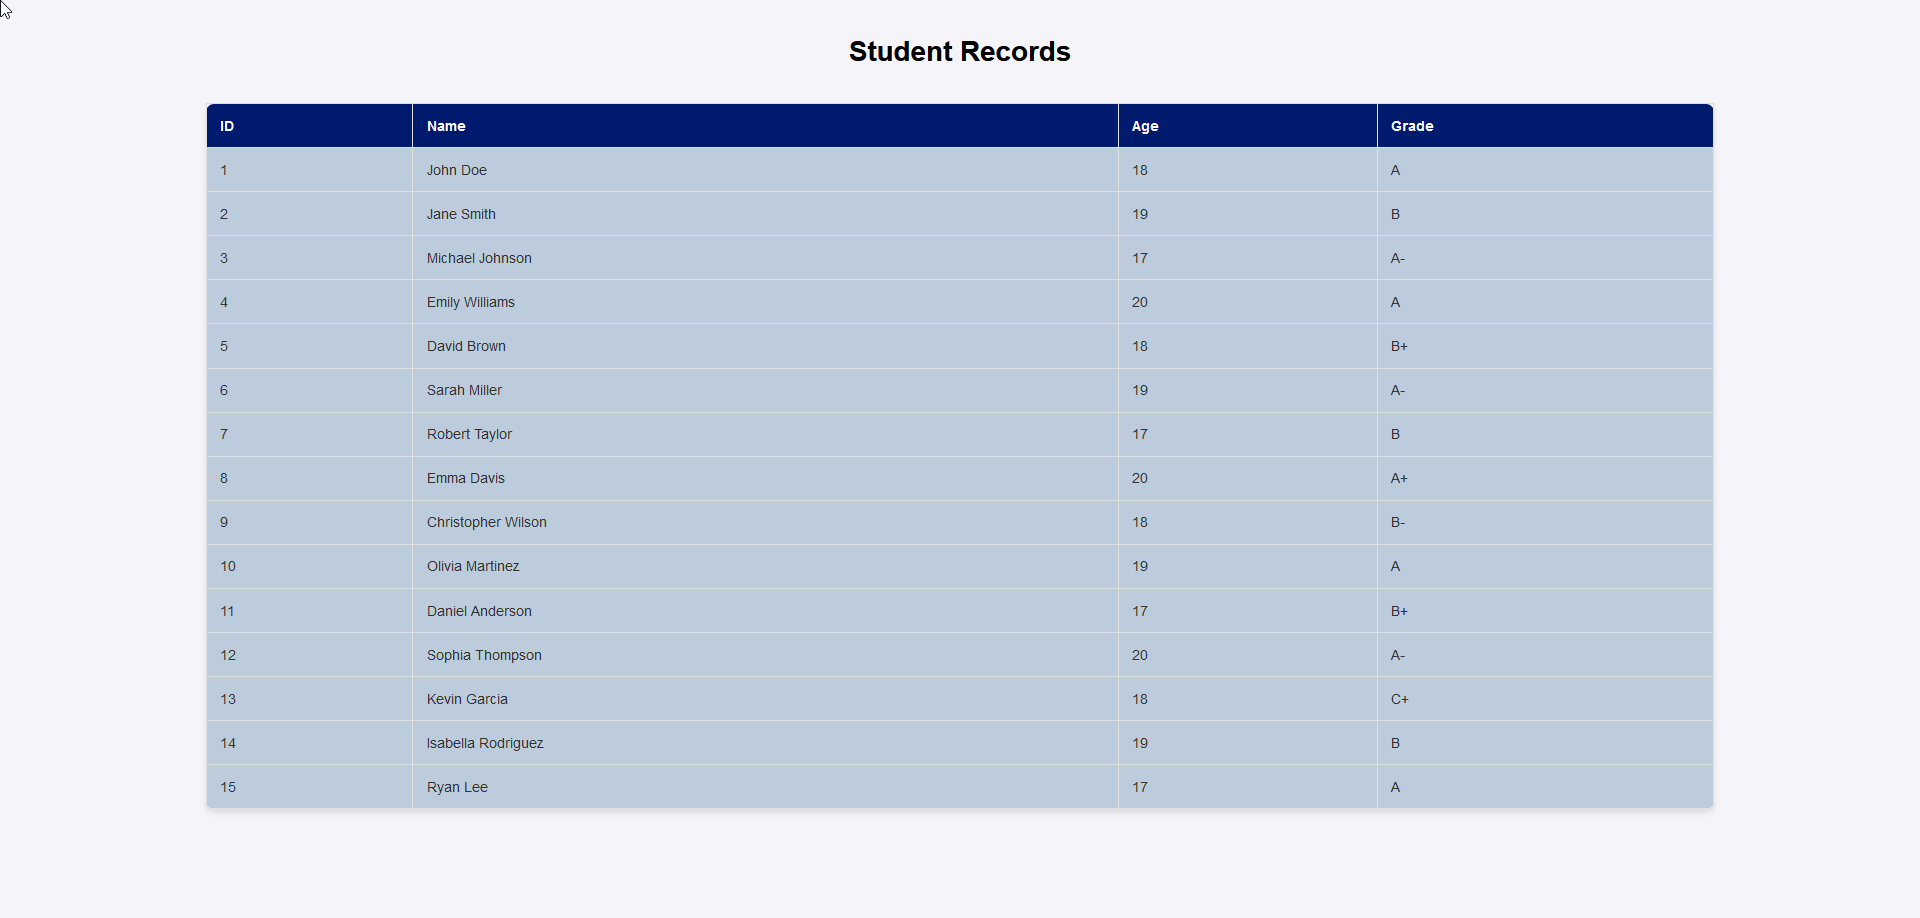 Student Records
ID Name Age Grade
1 John Doe 18 A
2 Jane Smith 19 B
3 Michael Johnson 17 A-
4 Emily Williams 20 A
5 David Brown 18 B+
6 Sarah Miller 19 A-
7 Robert Taylor 17 B
8 Emma Davis 20 A+
9 Christopher Wilson 18 B-
10 Olivia Martinez 19 A
11 Daniel Anderson 17 B+
12 Sophia Thompson 20 A-
13 Kevin Garcia 18 C+
14 Isabella Rodriguez 19 B
15 Ryan Lee 17 A